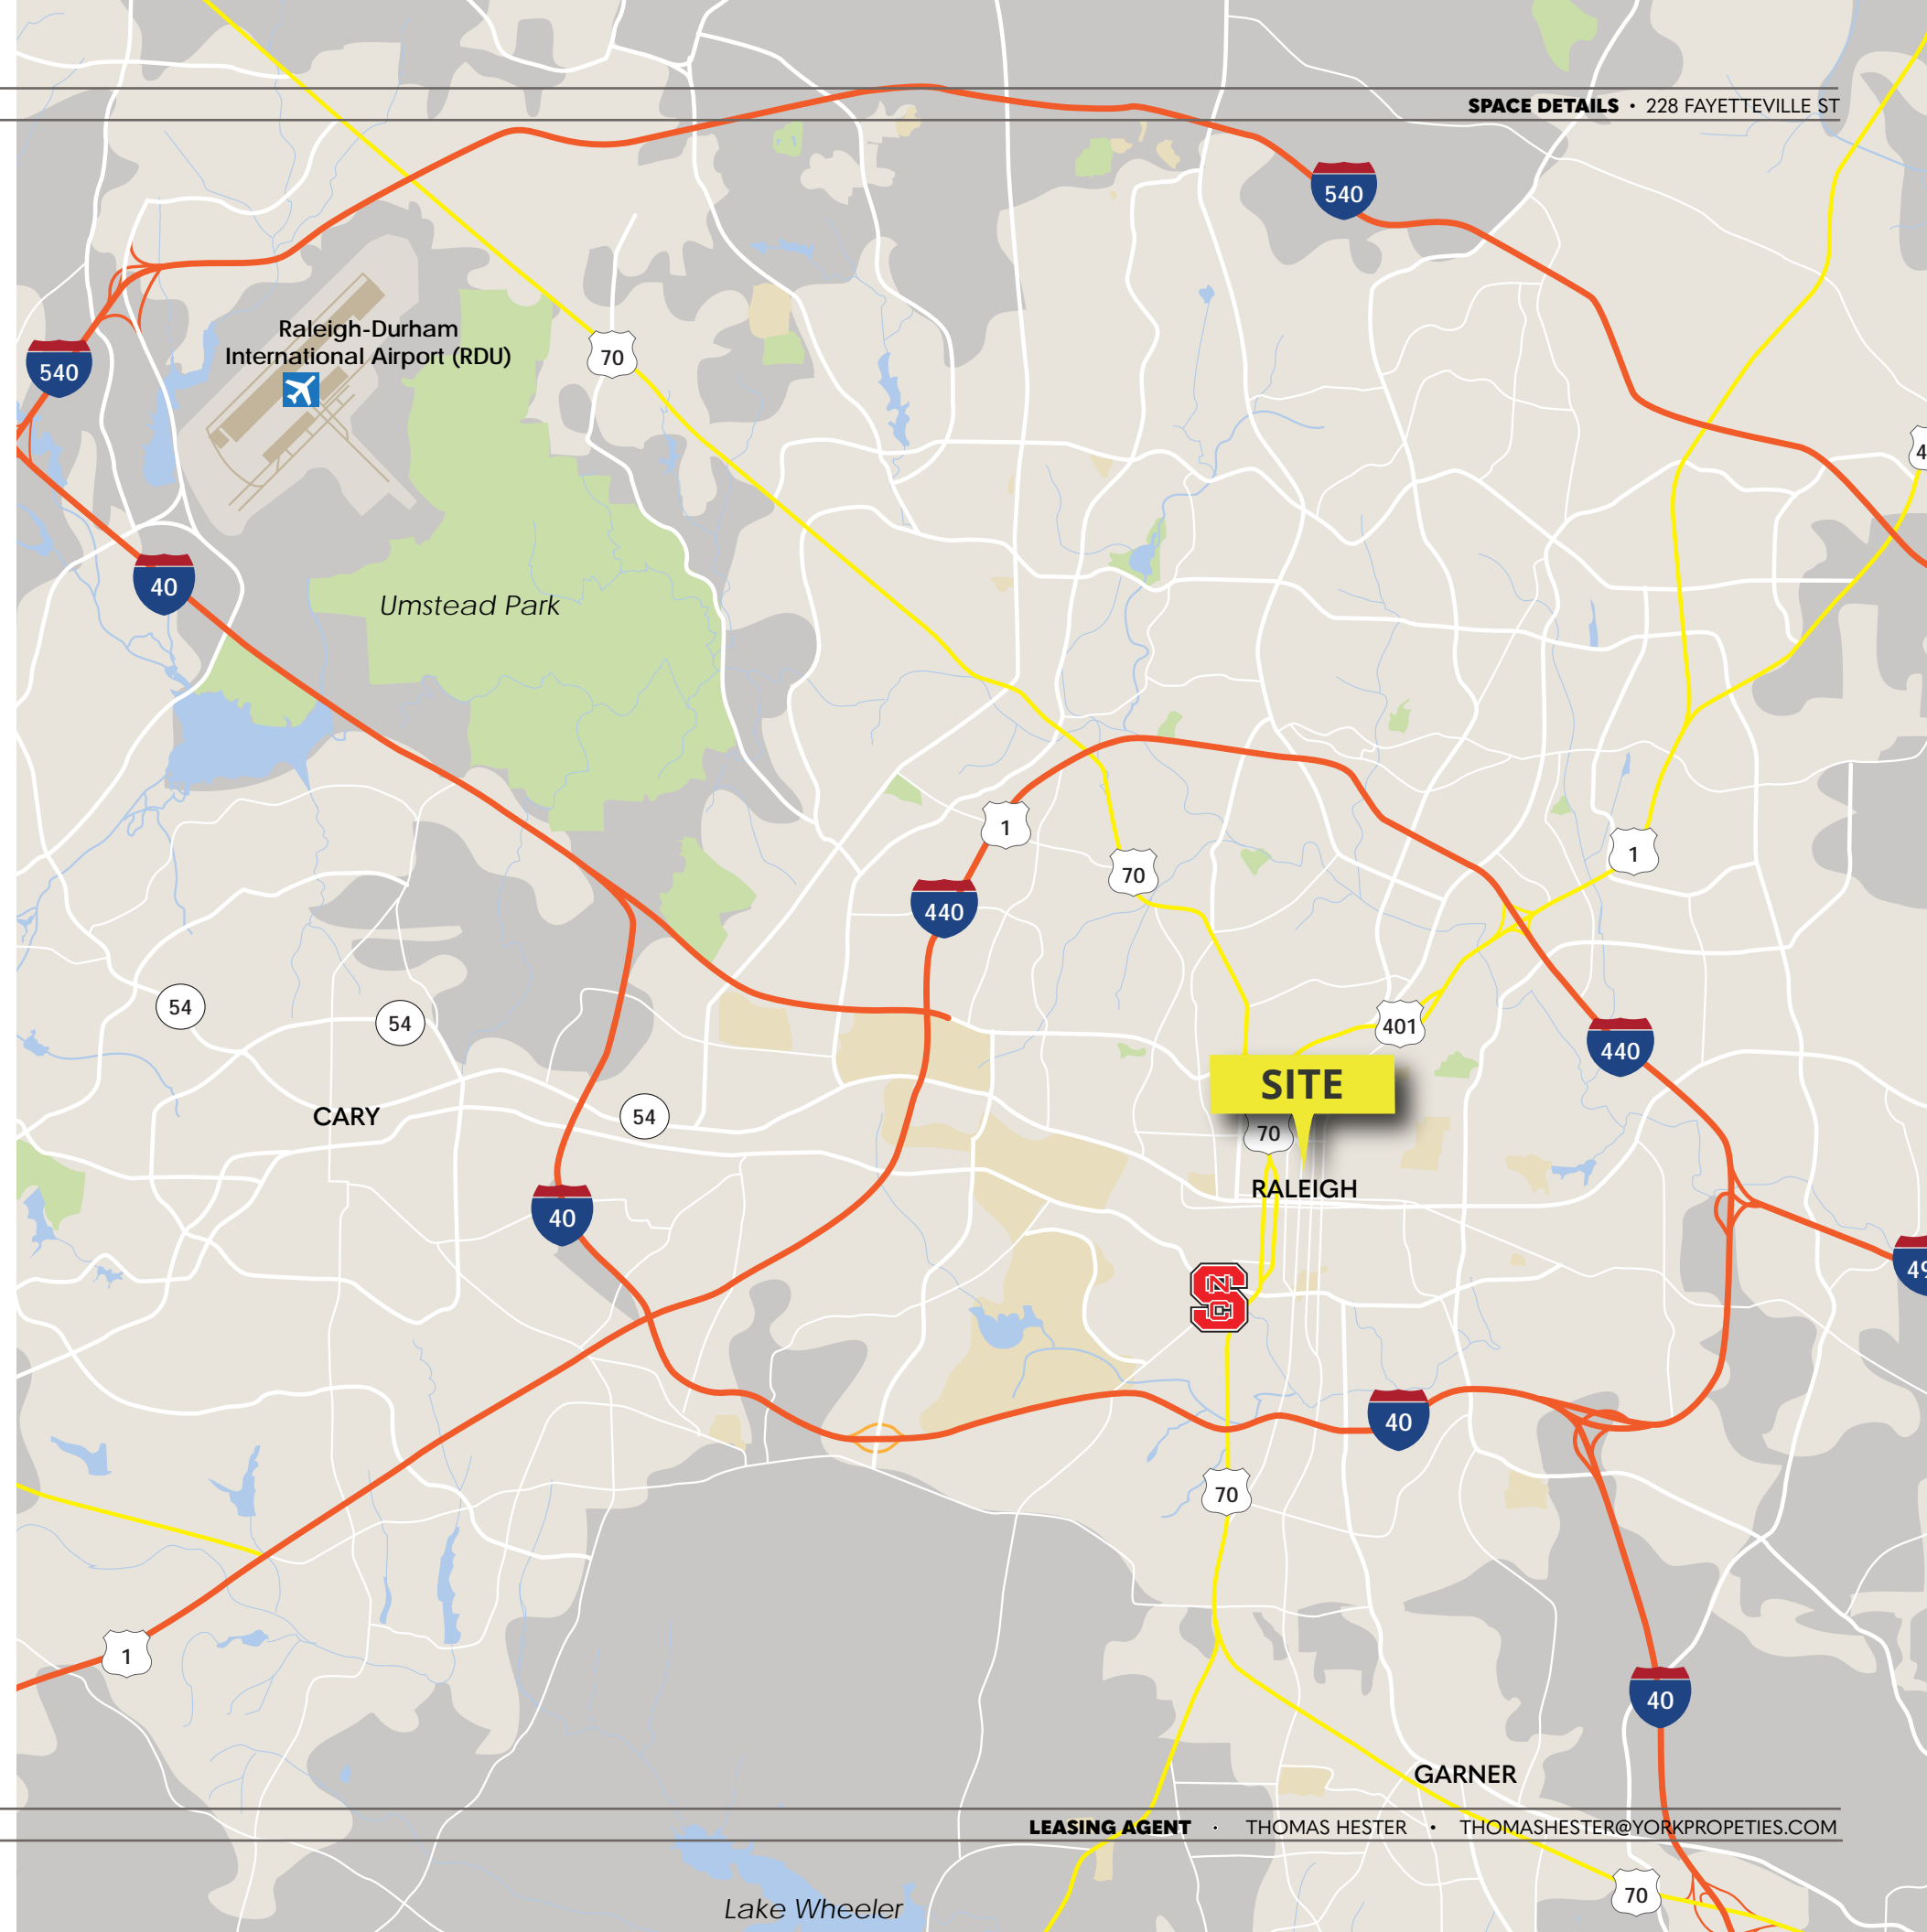 SPACE DETAILS • 228 FAYETTEVILLE ST
540
Raleigh-Durham
International Airport (RDU)
540
70
40
Umstead Park
1
70
1
440
54
54
401
440
SITE
CARY
54
70
RALEIGH
40
NC
S
40
70
1
40
GARNER
LEASING AGENT · THOMAS HESTER • THOMASHESTER@YORKPROPETIES.COM
70
Lake Wheeler